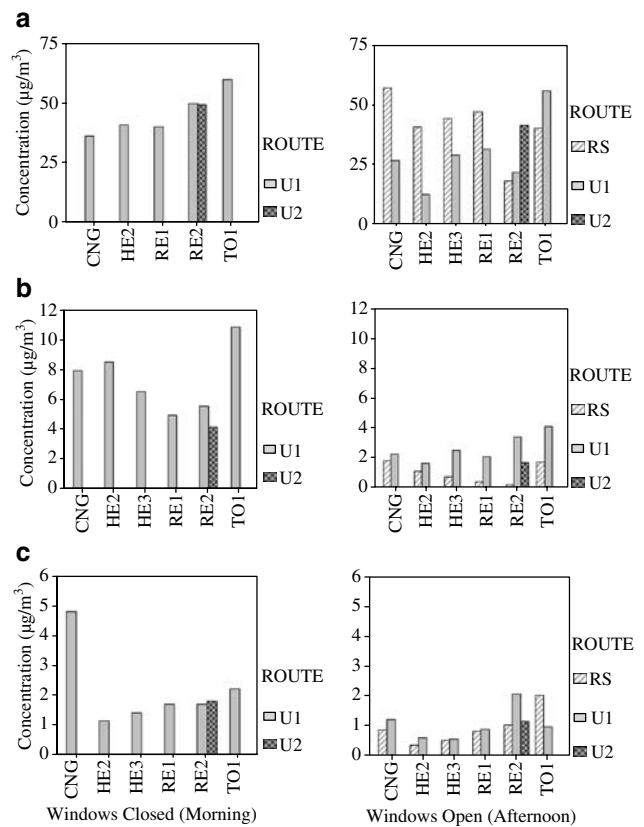 a
Concentration (µg/m³)
75
50
25
0
CNG
HE2
RE1
RE2
TO1
ROUTE
U1
U2
75
50
25
0
CNG
HE2
HE3
RE1
RE2
TO1
ROUTE
RS
U1
U2
b
Concentration (µg/m³)
12
10
8
6
4
2
0
CNG
HE2
HE3
RE1
RE2
TO1
ROUTE
U1
U2
12
10
8
6
4
2
0
CNG
HE2
HE3
RE1
RE2
TO1
ROUTE
RS
U1
U2
c
Concentration (µg/m³)
6
5
4
3
2
1
0
CNG
HE2
HE3
RE1
RE2
TO1
ROUTE
U1
U2
Windows Closed (Morning)
6
5
4
3
2
1
0
CNG
HE2
HE3
RE1
RE2
TO1
ROUTE
RS
U1
U2
Windows Open (Afternoon)